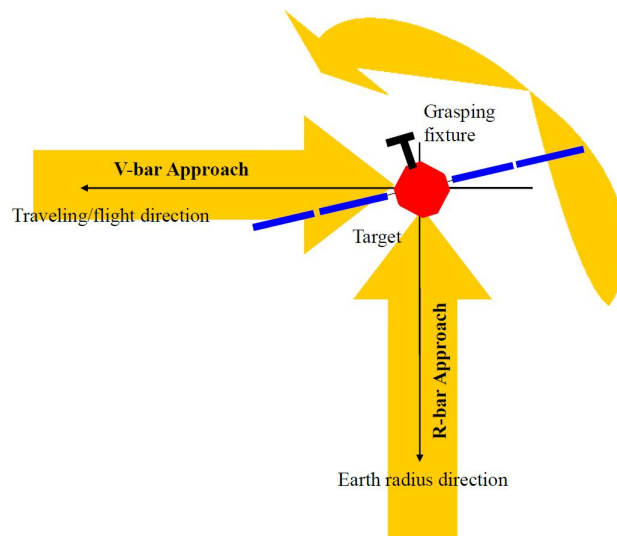 Grasping
fixture
V-bar Approach
Traveling/flight direction
Target
R-bar Approach
Earth radius direction